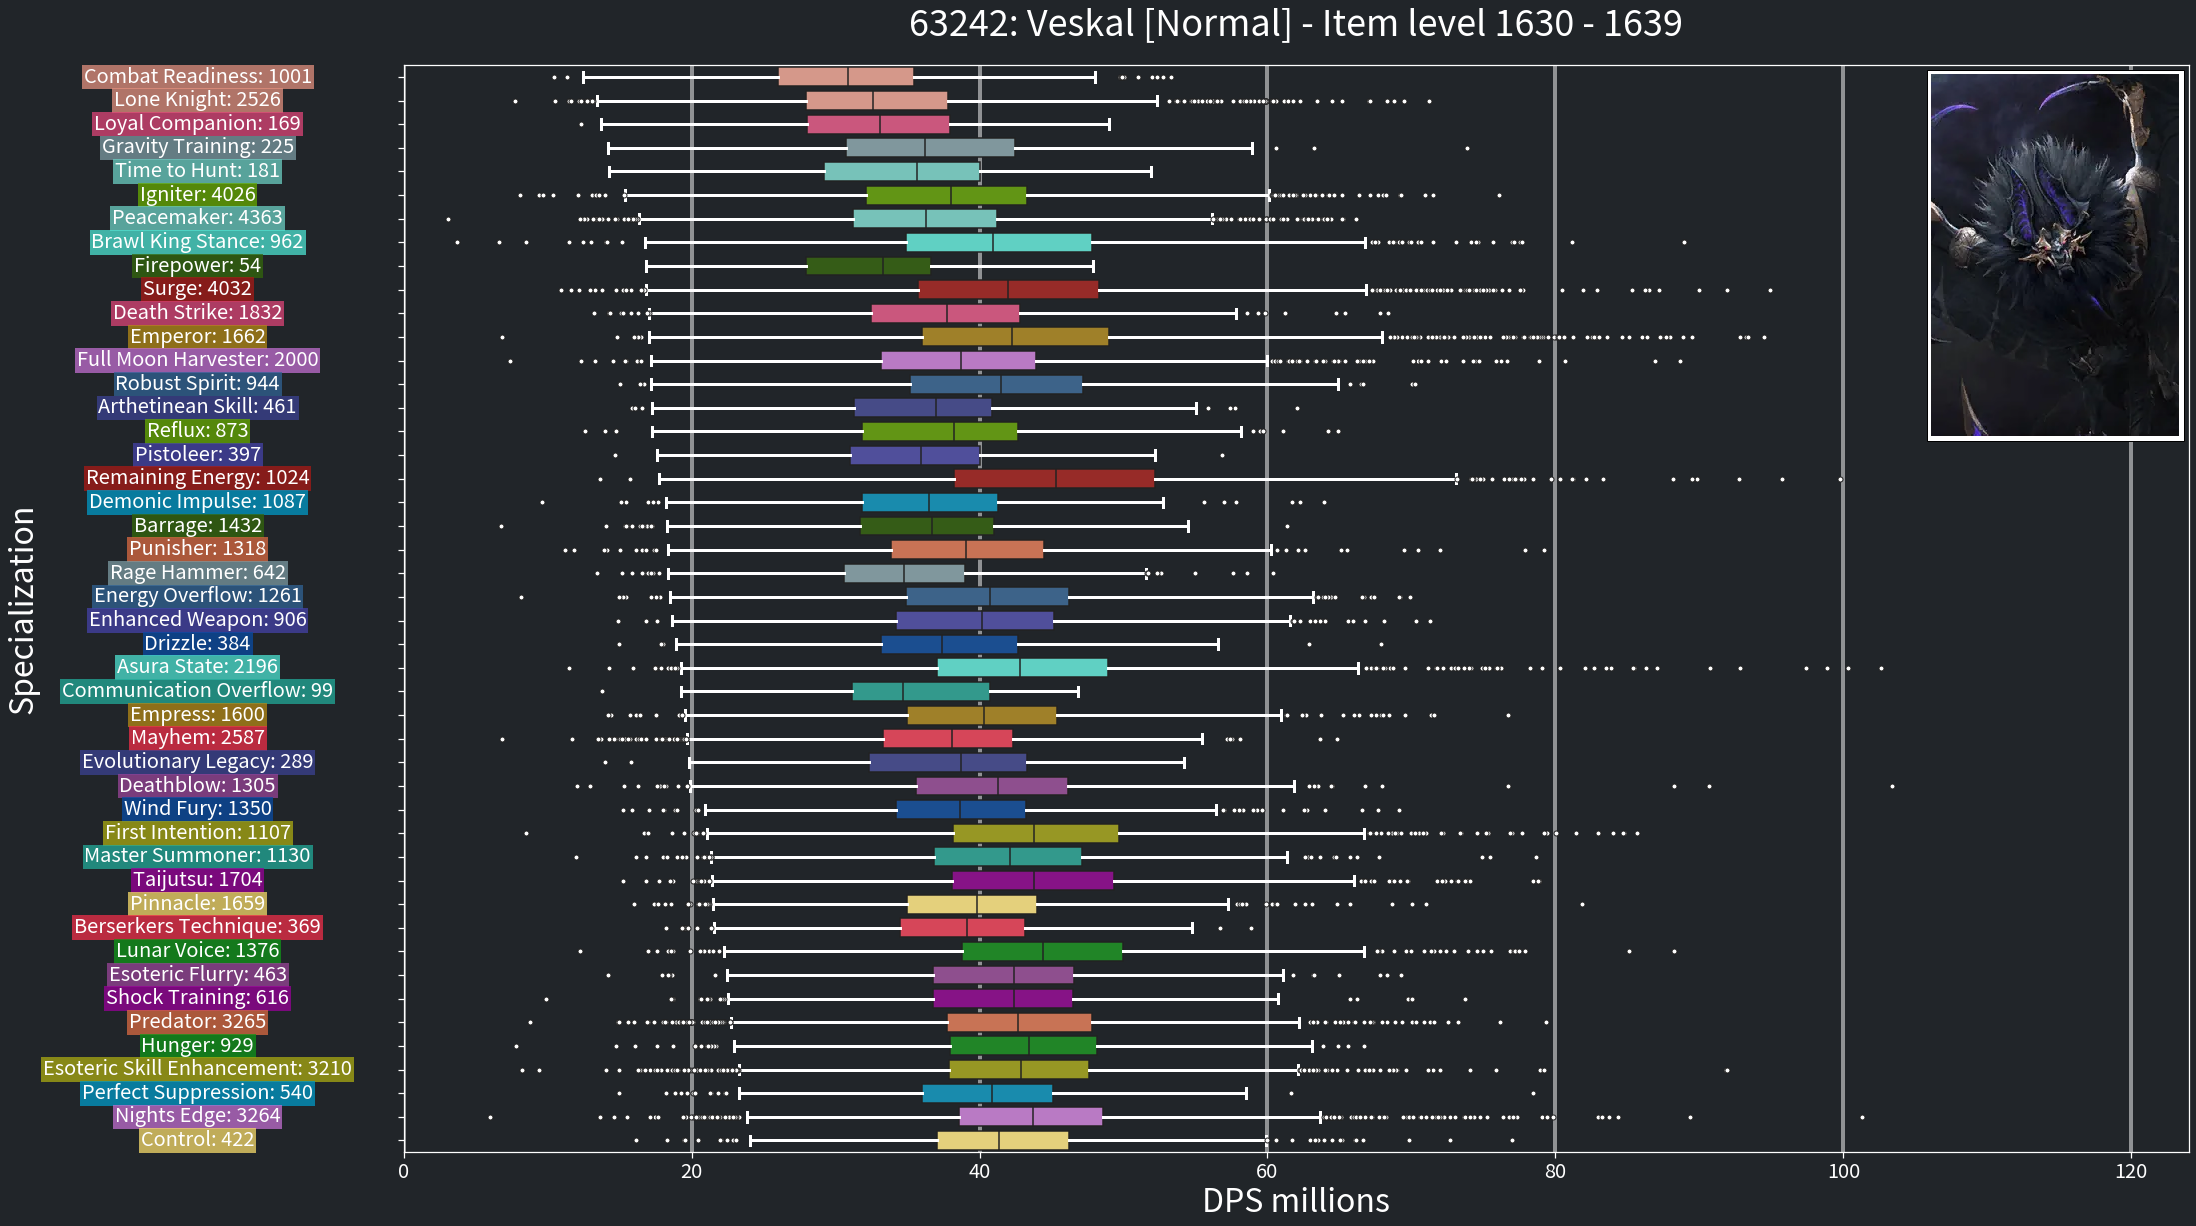 63242: Veskal [Normal] - Item level 1630 - 1639
Combat Readiness: 1001
Lone Knight: 2526
Loyal Companion: 169
Gravity Training: 225
Time to Hunt: 181
Igniter: 4026
Peacemaker: 4363
Brawl King Stance: 962
Firepower: 54
Surge: 4032
Death Strike: 1832
Emperor: 1662
Full Moon Harvester: 2000
Robust Spirit: 944
Arthetinean Skill: 461
Reflux: 873
Pistoleer: 397
Remaining Energy: 1024
Demonic Impulse: 1087
Barrage: 1432
Punisher: 1318
Rage Hammer: 642
Energy Overflow: 1261
Enhanced Weapon: 906
Drizzle: 384
Asura State: 2196
Communication Overflow: 99
Empress: 1600
Mayhem: 2587
Evolutionary Legacy: 289
Deathblow: 1305
Wind Fury: 1350
First Intention: 1107
Master Summoner: 1130
Taijutsu: 1704
Pinnacle: 1659
Berserkers Technique: 369
Lunar Voice: 1376
Esoteric Flurry: 463
Shock Training: 616
Predator: 3265
Hunger: 929
Esoteric Skill Enhancement: 3210
Perfect Suppression: 540
Nights Edge: 3264
Control: 422
Specialization
0 20 40 60 80 100 120
DPS millions